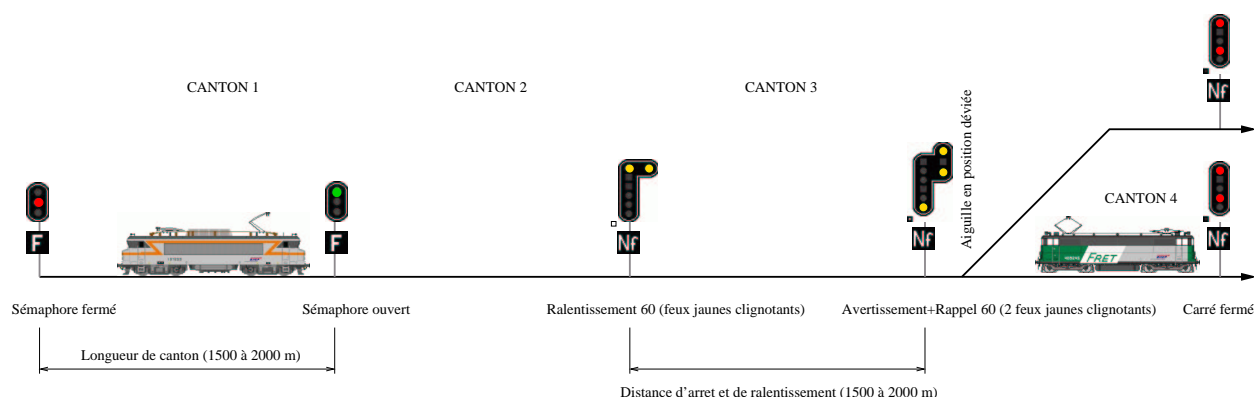 CANTON 1
CANTON 2
CANTON 3
Aiguille en position déviée
Nf
CANTON 4
F
F
Nf
Nf
FRET
Nf
Sémaphore fermé
Sémaphore ouvert
Ralentissement 60 (feux jaunes clignotants)
Avertissement+Rappel 60 (2 feux jaunes clignotants)
Carré fermé
Longueur de canton (1500 à 2000 m)
Distance d'arret et de ralentissement (1500 à 2000 m)